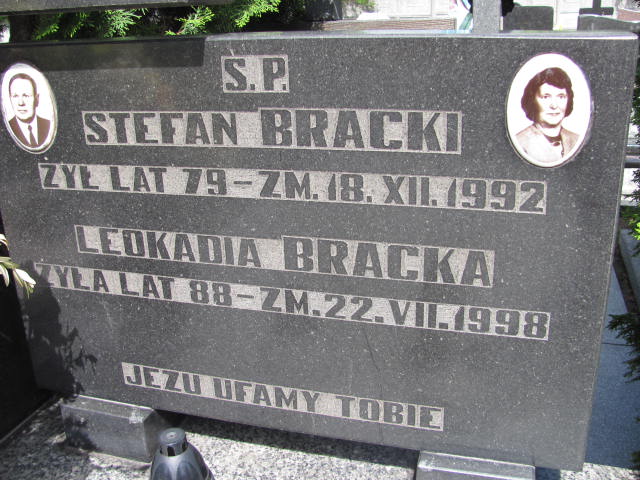 S.P.
STEFAN BRACKI
ŻYŁ LAT 79-ZM. 18. XII. 1992
LEOKADIA BRACKA
ŻYŁA LAT 88-ZM. 22. VII. 1998
JEZU UFAMY TOBIE